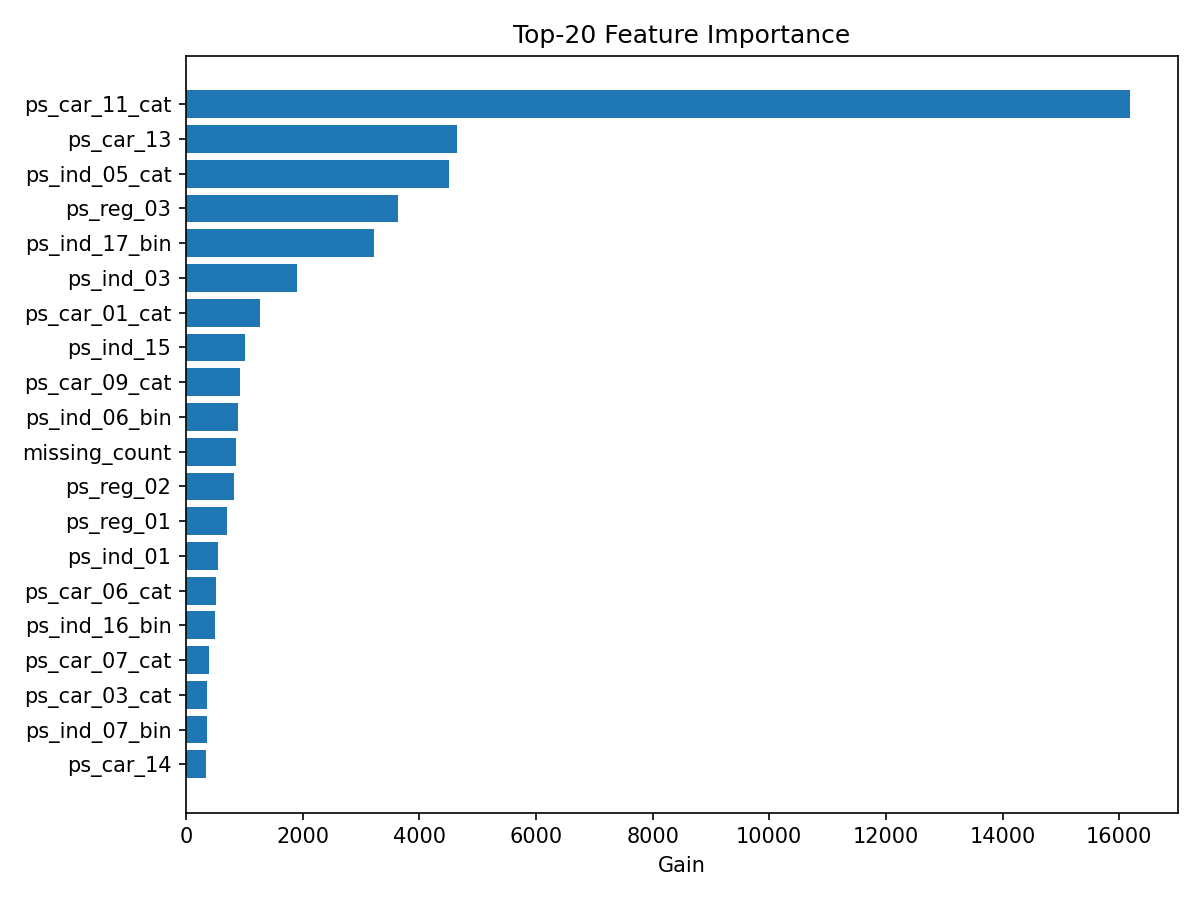 Top-20 Feature Importance
ps_car_11_cat
ps_car_13
ps_ind_05_cat
ps_reg_03
ps_ind_17_bin
ps_ind_03
ps_car_01_cat
ps_ind_15
ps_car_09_cat
ps_ind_06_bin
missing_count
ps_reg_02
ps_reg_01
ps_ind_01
ps_car_06_cat
ps_ind_16_bin
ps_car_07_cat
ps_car_03_cat
ps_ind_07_bin
ps_car_14
0 2000 4000 6000 8000 10000 12000 14000 16000
Gain